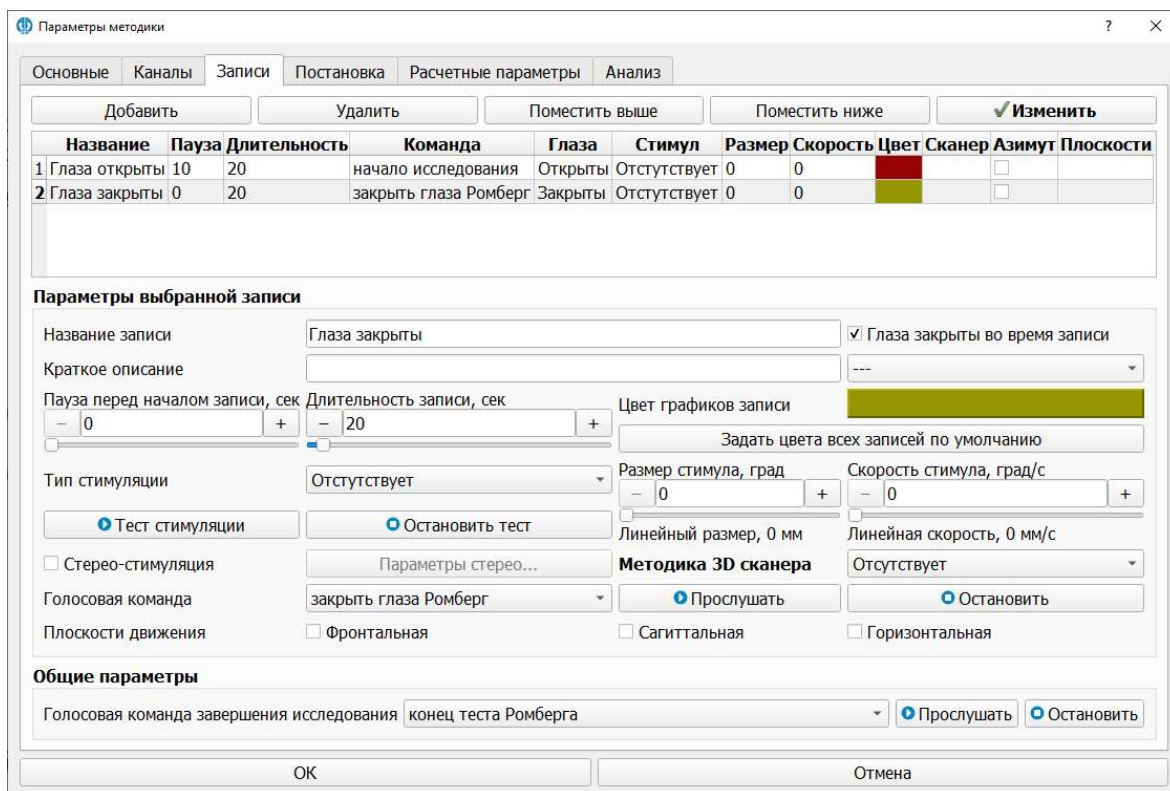 Параметры методики ? ×
Основные Каналы Записи Постановка Расчетные параметры Анализ
Добавить Удалить Поместить выше Поместить ниже Изменить
Название Пауза Длительность Команда Глаза Стимул Размер Скорость Цвет Сканер Азимут Плоскости
1 Глаза открыты 10 20 начало исследования Открыты Отстутствует 0 0
2 Глаза закрыты 0 20 закрыть глаза Ромберг Закрыты Отстутствует 0 0
Параметры выбранной записи
Название записи Глаза закрыты Глаза закрыты во время записи
Краткое описание ---
Пауза перед началом записи, сек Длительность записи, сек Цвет графиков записи
− 0 + − 20 +
Задать цвета всех записей по умолчанию
Тип стимуляции Отстутствует Размер стимула, град Скорость стимула, град/с
− 0 + − 0 +
Тест стимуляции Остановить тест Линейный размер, 0 мм Линейная скорость, 0 мм/с
Стерео-стимуляция Параметры стерео... Методика 3D сканера Отсутствует
Голосовая команда закрыть глаза Ромберг Прослушать Остановить
Плоскости движения Фронтальная Сагиттальная Горизонтальная
Общие параметры
Голосовая команда завершения исследования конец теста Ромберга Прослушать Остановить
OK Отмена